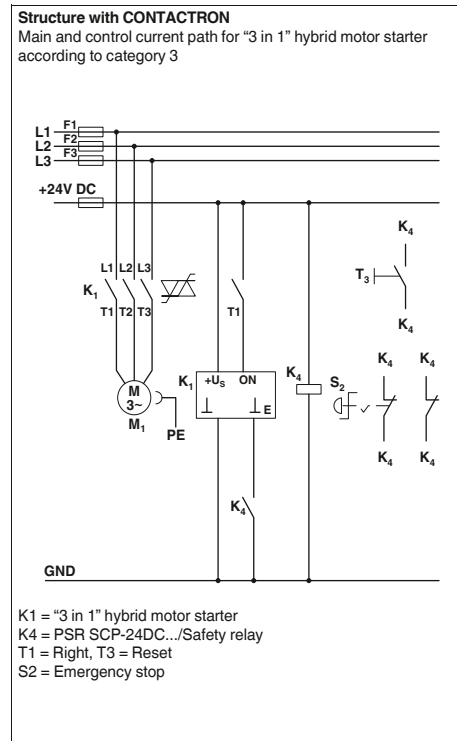 Structure with CONTACTRON
Main and control current path for “3 in 1” hybrid motor starter
according to category 3
F1
L1
F2
L2
F3
L3
+24V DC
K4
L1 L2 L3
T3
K1
T1 T2 T3
T1
K4
K1
+US ON
K4
S2
K4 K4
M
3~
E
M1
PE
K4 K4
K4
GND
K1 = “3 in 1” hybrid motor starter
K4 = PSR SCP-24DC.../Safety relay
T1 = Right, T3 = Reset
S2 = Emergency stop